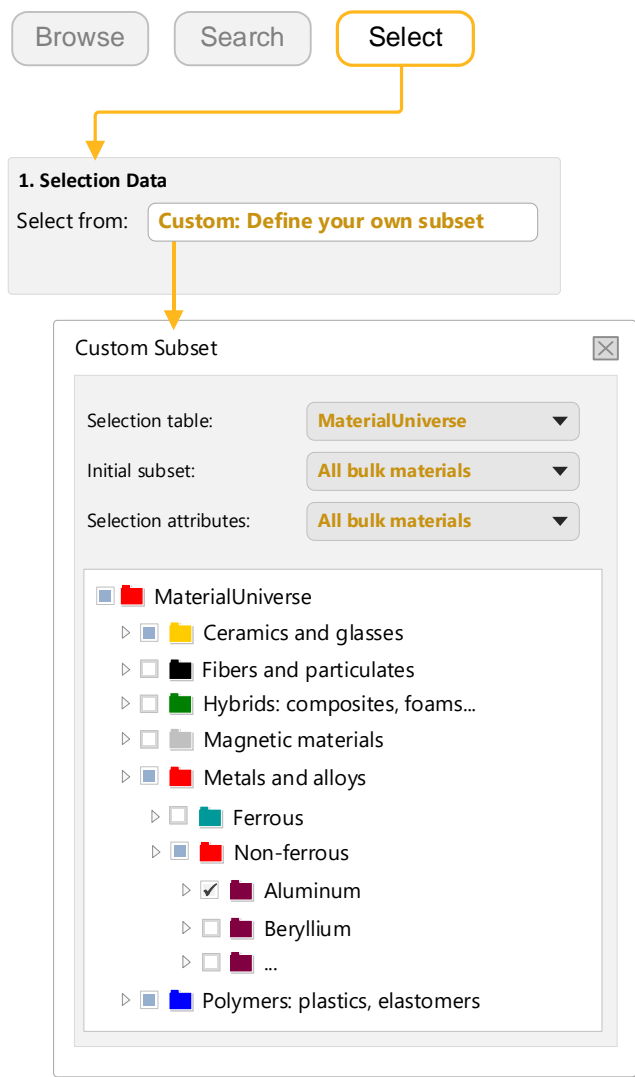 Browse Search Select
1. Selection Data
Select from: Custom: Define your own subset
Custom Subset
Selection table: MaterialUniverse
Initial subset: All bulk materials
Selection attributes: All bulk materials
MaterialUniverse
Ceramics and glasses
Fibers and particulates
Hybrids: composites, foams...
Magnetic materials
Metals and alloys
Ferrous
Non-ferrous
Aluminum
Beryllium
...
Polymers: plastics, elastomers